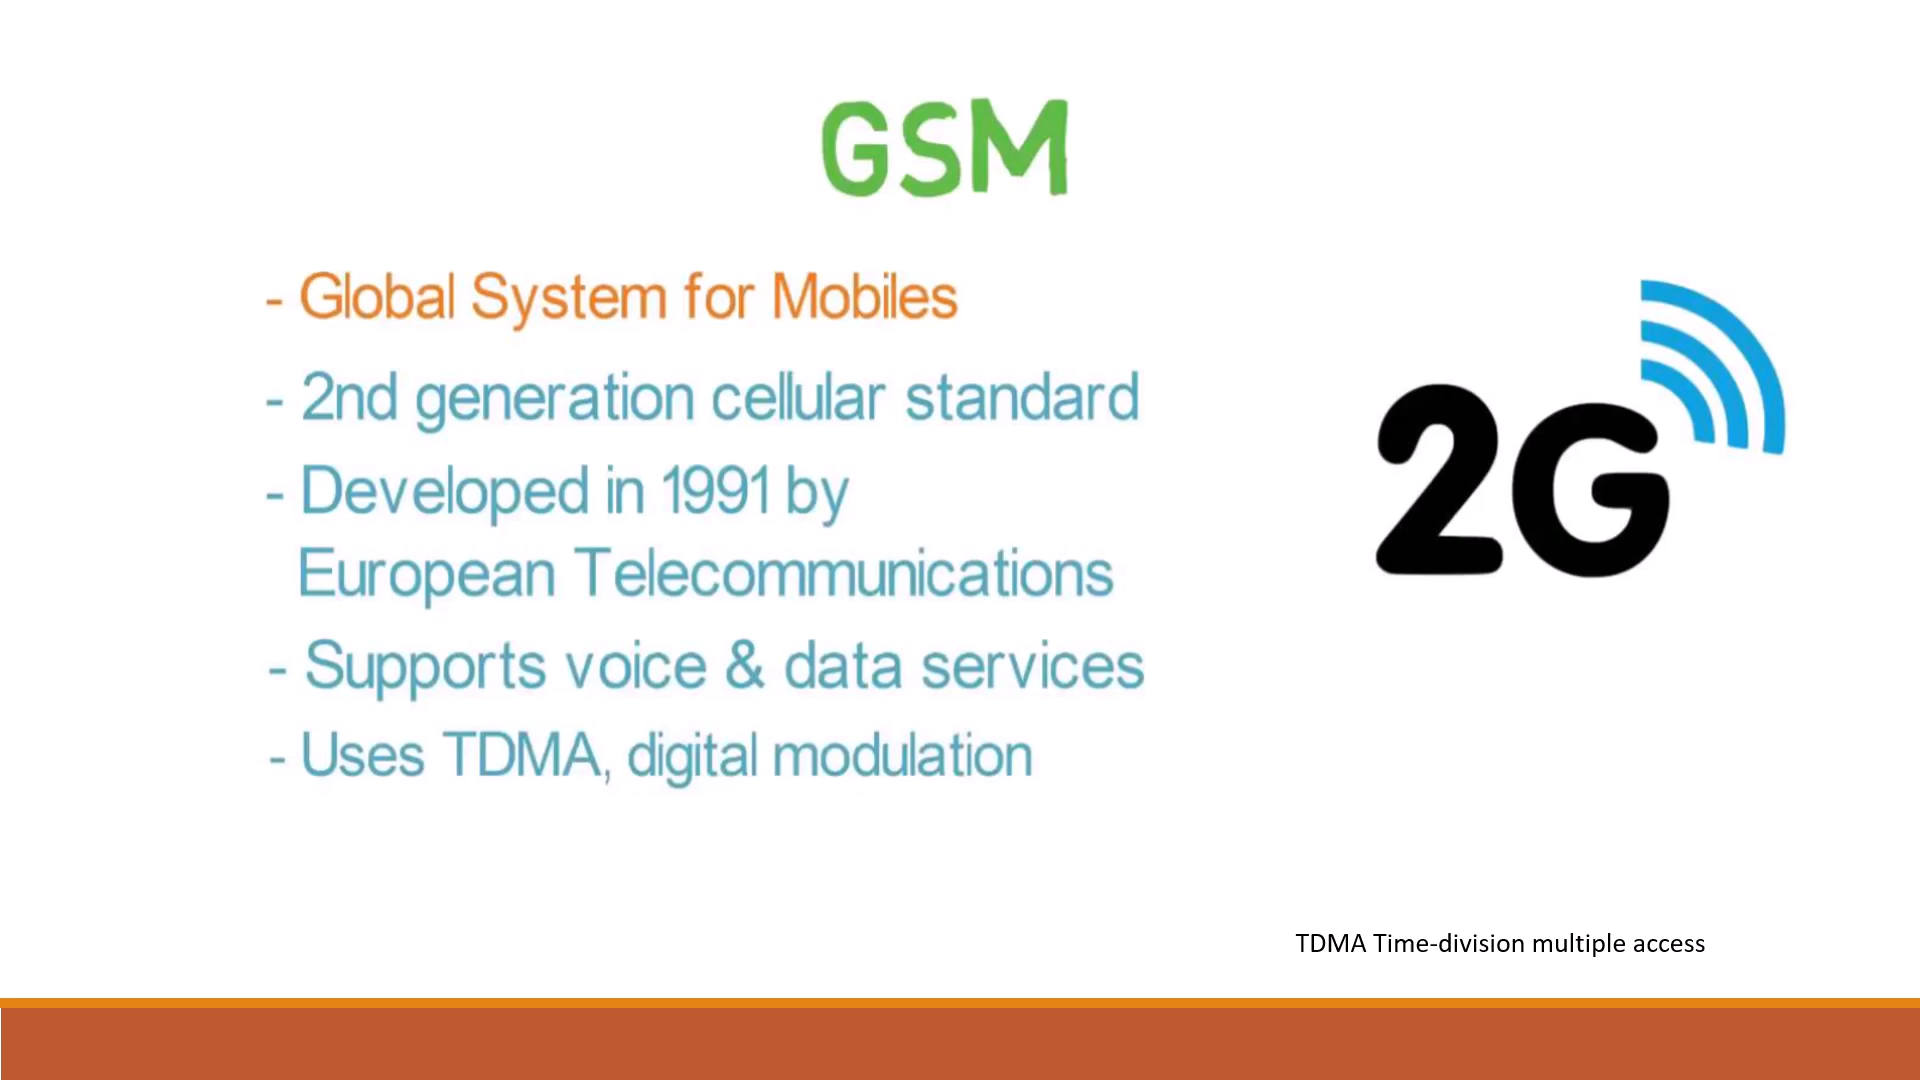 GSM
- Global System for Mobiles
- 2nd generation cellular standard
- Developed in 1991 by
European Telecommunications
- Supports voice & data services
- Uses TDMA, digital modulation
2G
TDMA Time-division multiple access